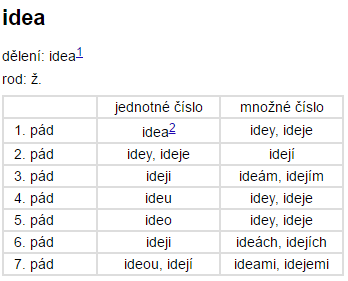 idea
dělení: idea1
rod: ž.
jednotné číslo množné číslo
1. pád idea2 idey, ideje
2. pád idey, ideje idejí
3. pád ideji ideám, idejím
4. pád ideu idey, ideje
5. pád ideo idey, ideje
6. pád ideji ideách, idejích
7. pád ideou, idejí ideami, idejemi